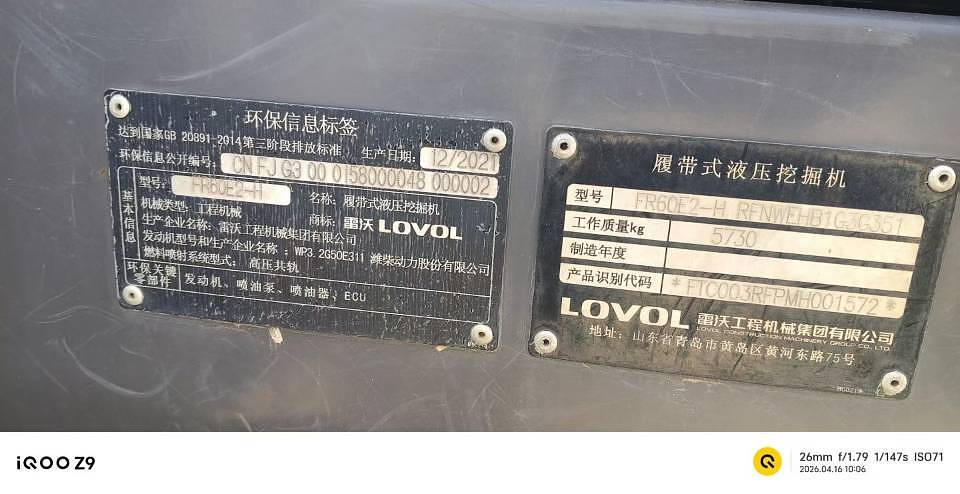 环保信息标签
达到国家GB 20891-2014第三阶段排放标准 生产日期: 12/2021
环保信息公开编号: CN FJ G3 00 0158000048 000002
基本信息
型号: FR60E2-H 名称: 履带式液压挖掘机
机械类型: 工程机械 商标: 雷沃 LOVOL
生产企业名称: 雷沃工程机械集团有限公司
发动机型号和生产企业名称: WP3.2G50E311 潍柴动力股份有限公司
燃料喷射系统型式: 高压共轨
环保关键零部件 发动机、喷油泵、喷油器、ECU
履带式液压挖掘机
型号 FR60E2-H RFNWEHB1G3G351
工作质量kg 5730
制造年度
产品识别代码 *FTC003RFPMH001572*
LOVOL 雷沃工程机械集团有限公司
LOVOL CONSTRUCTION MACHINERY GROUP CO., LTD.
地址: 山东省青岛市黄岛区黄河东路75号
iQOO Z9
26mm f/1.79 1/147s ISO71
2026.04.16 10:06